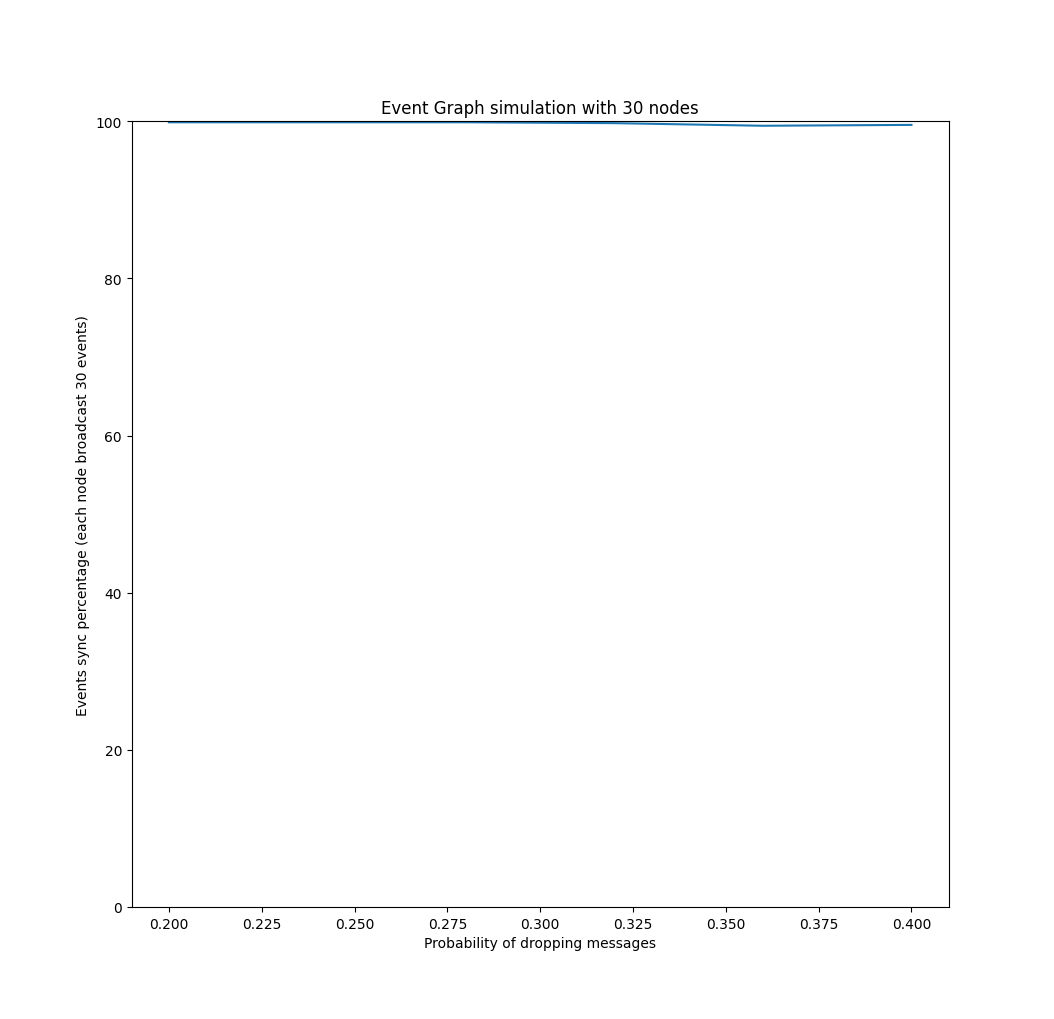 Event Graph simulation with 30 nodes
100
80
60
40
20
0
Events sync percentage (each node broadcast 30 events)
0.200 0.225 0.250 0.275 0.300 0.325 0.350 0.375 0.400
Probability of dropping messages